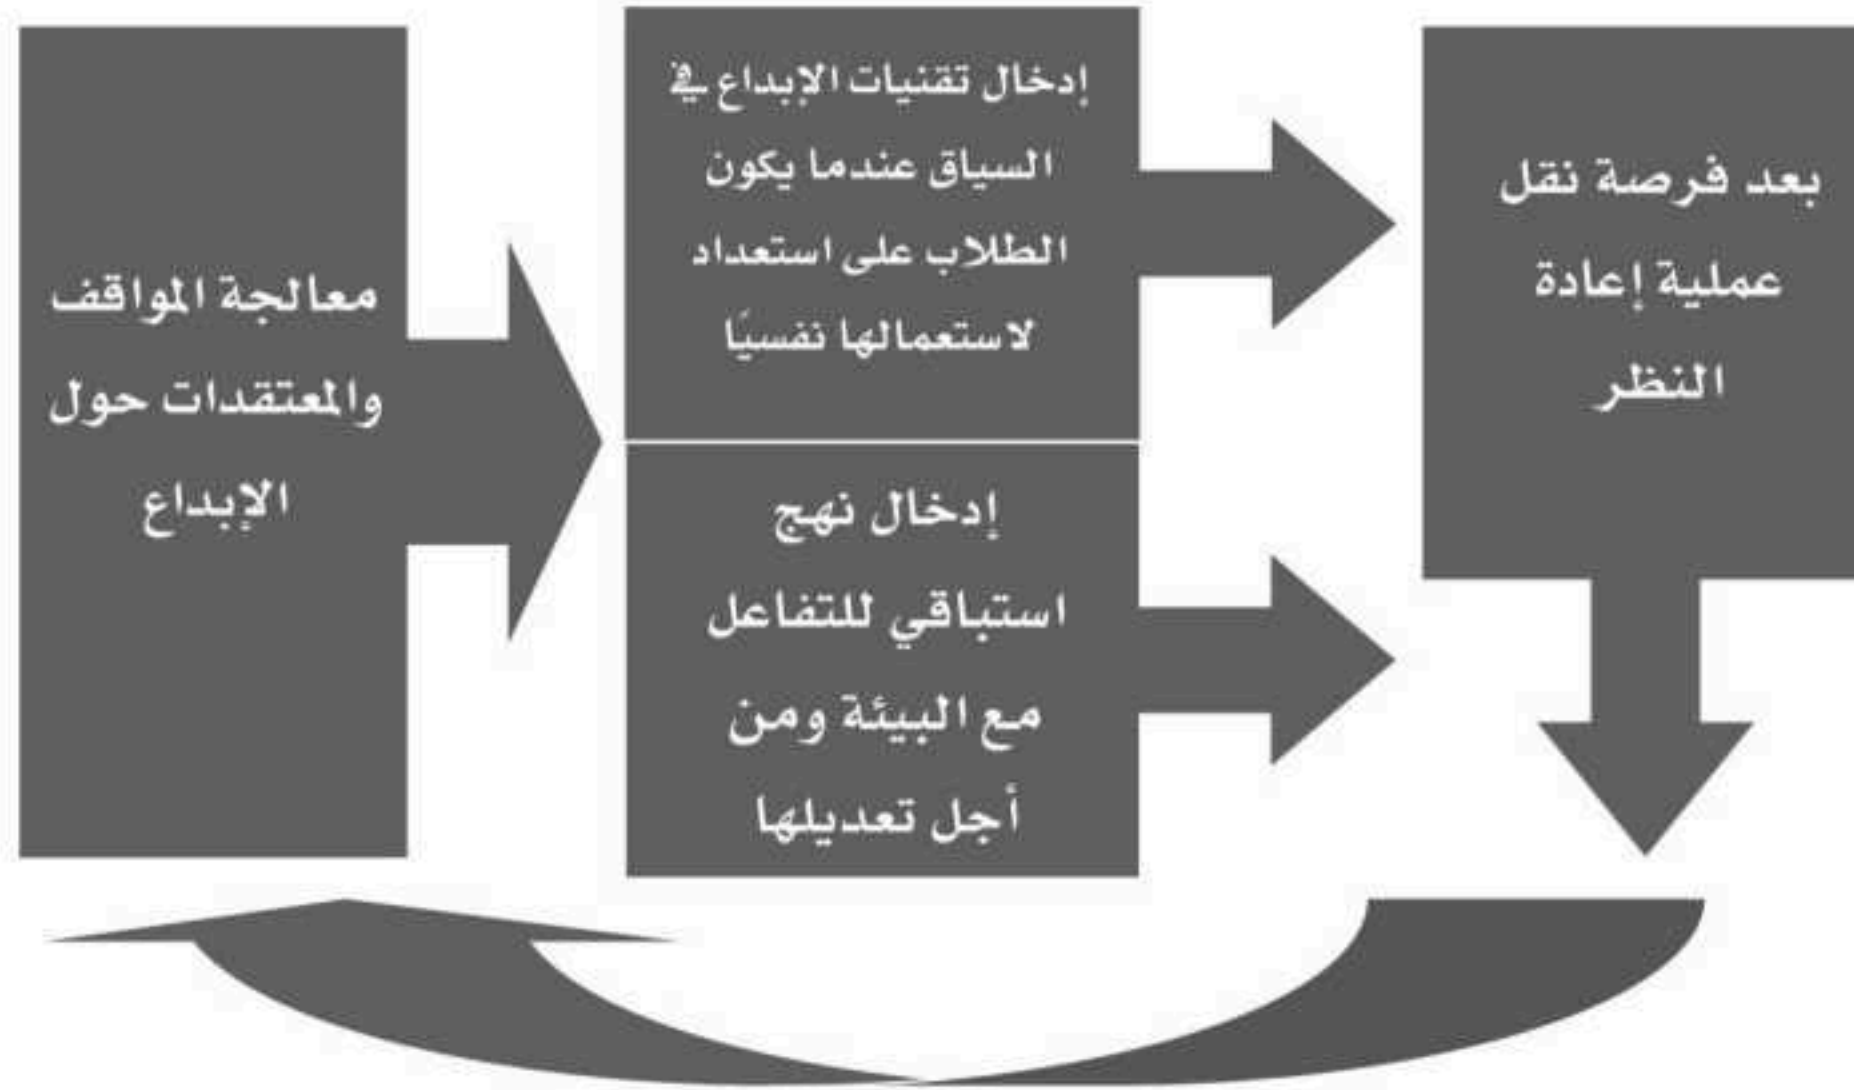 معالجة المواقف
والمعتقدات حول
الإبداع
إدخال تقنيات الإبداع في
السياق عندما يكون
الطلاب على استعداد
لاستعمالها نفسيًا
إدخال نهج
استباقي للتفاعل
مع البيئة ومن
أجل تعديلها
بعد فرصة نقل
عملية إعادة
النظر